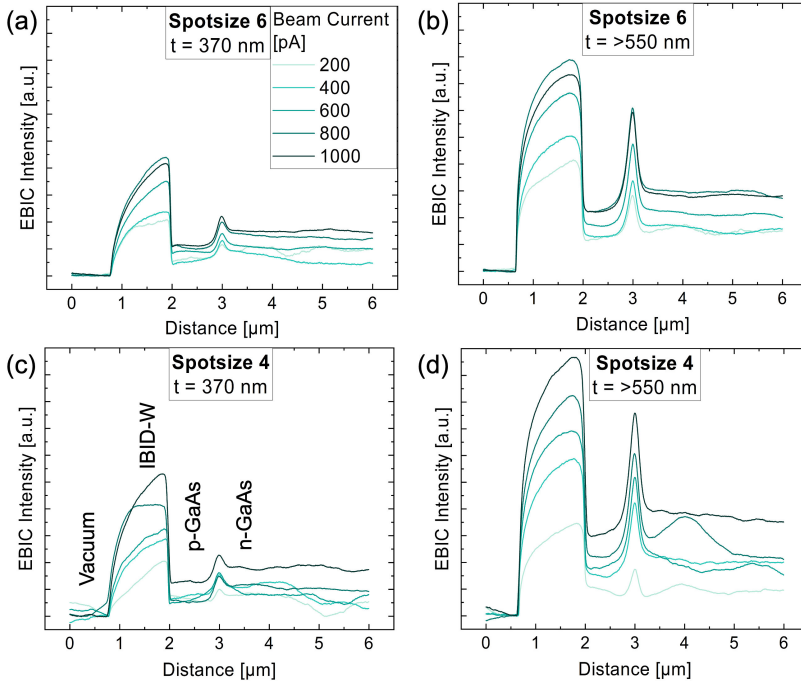 (a)
Spotsize 6
t = 370 nm
Beam Current
[pA]
200
400
600
800
1000
EBIC Intensity [a.u.]
0 1 2 3 4 5 6
Distance [µm]
(b)
Spotsize 6
t = >550 nm
EBIC Intensity [a.u.]
0 1 2 3 4 5 6
Distance [µm]
(c)
Spotsize 4
t = 370 nm
EBIC Intensity [a.u.]
Vacuum
IBID-W
p-GaAs
n-GaAs
0 1 2 3 4 5 6
Distance [µm]
(d)
Spotsize 4
t = >550 nm
EBIC Intensity [a.u.]
0 1 2 3 4 5 6
Distance [µm]